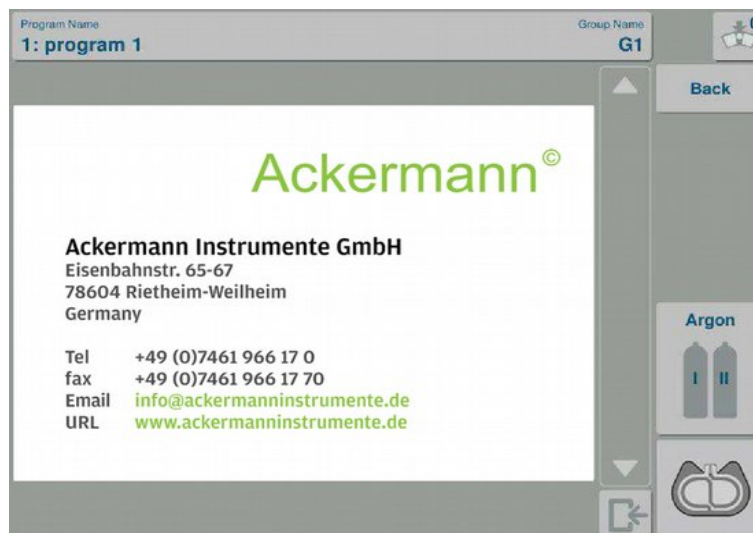 Program Name
1: program 1
Group Name
G1
Back
Ackermann©
Ackermann Instrumente GmbH
Eisenbahnstr. 65-67
78604 Rietheim-Weilheim
Germany
Tel +49 (0)7461 966 17 0
fax +49 (0)7461 966 17 70
Email info@ackermanninstrumente.de
URL www.ackermanninstrumente.de
Argon
I II